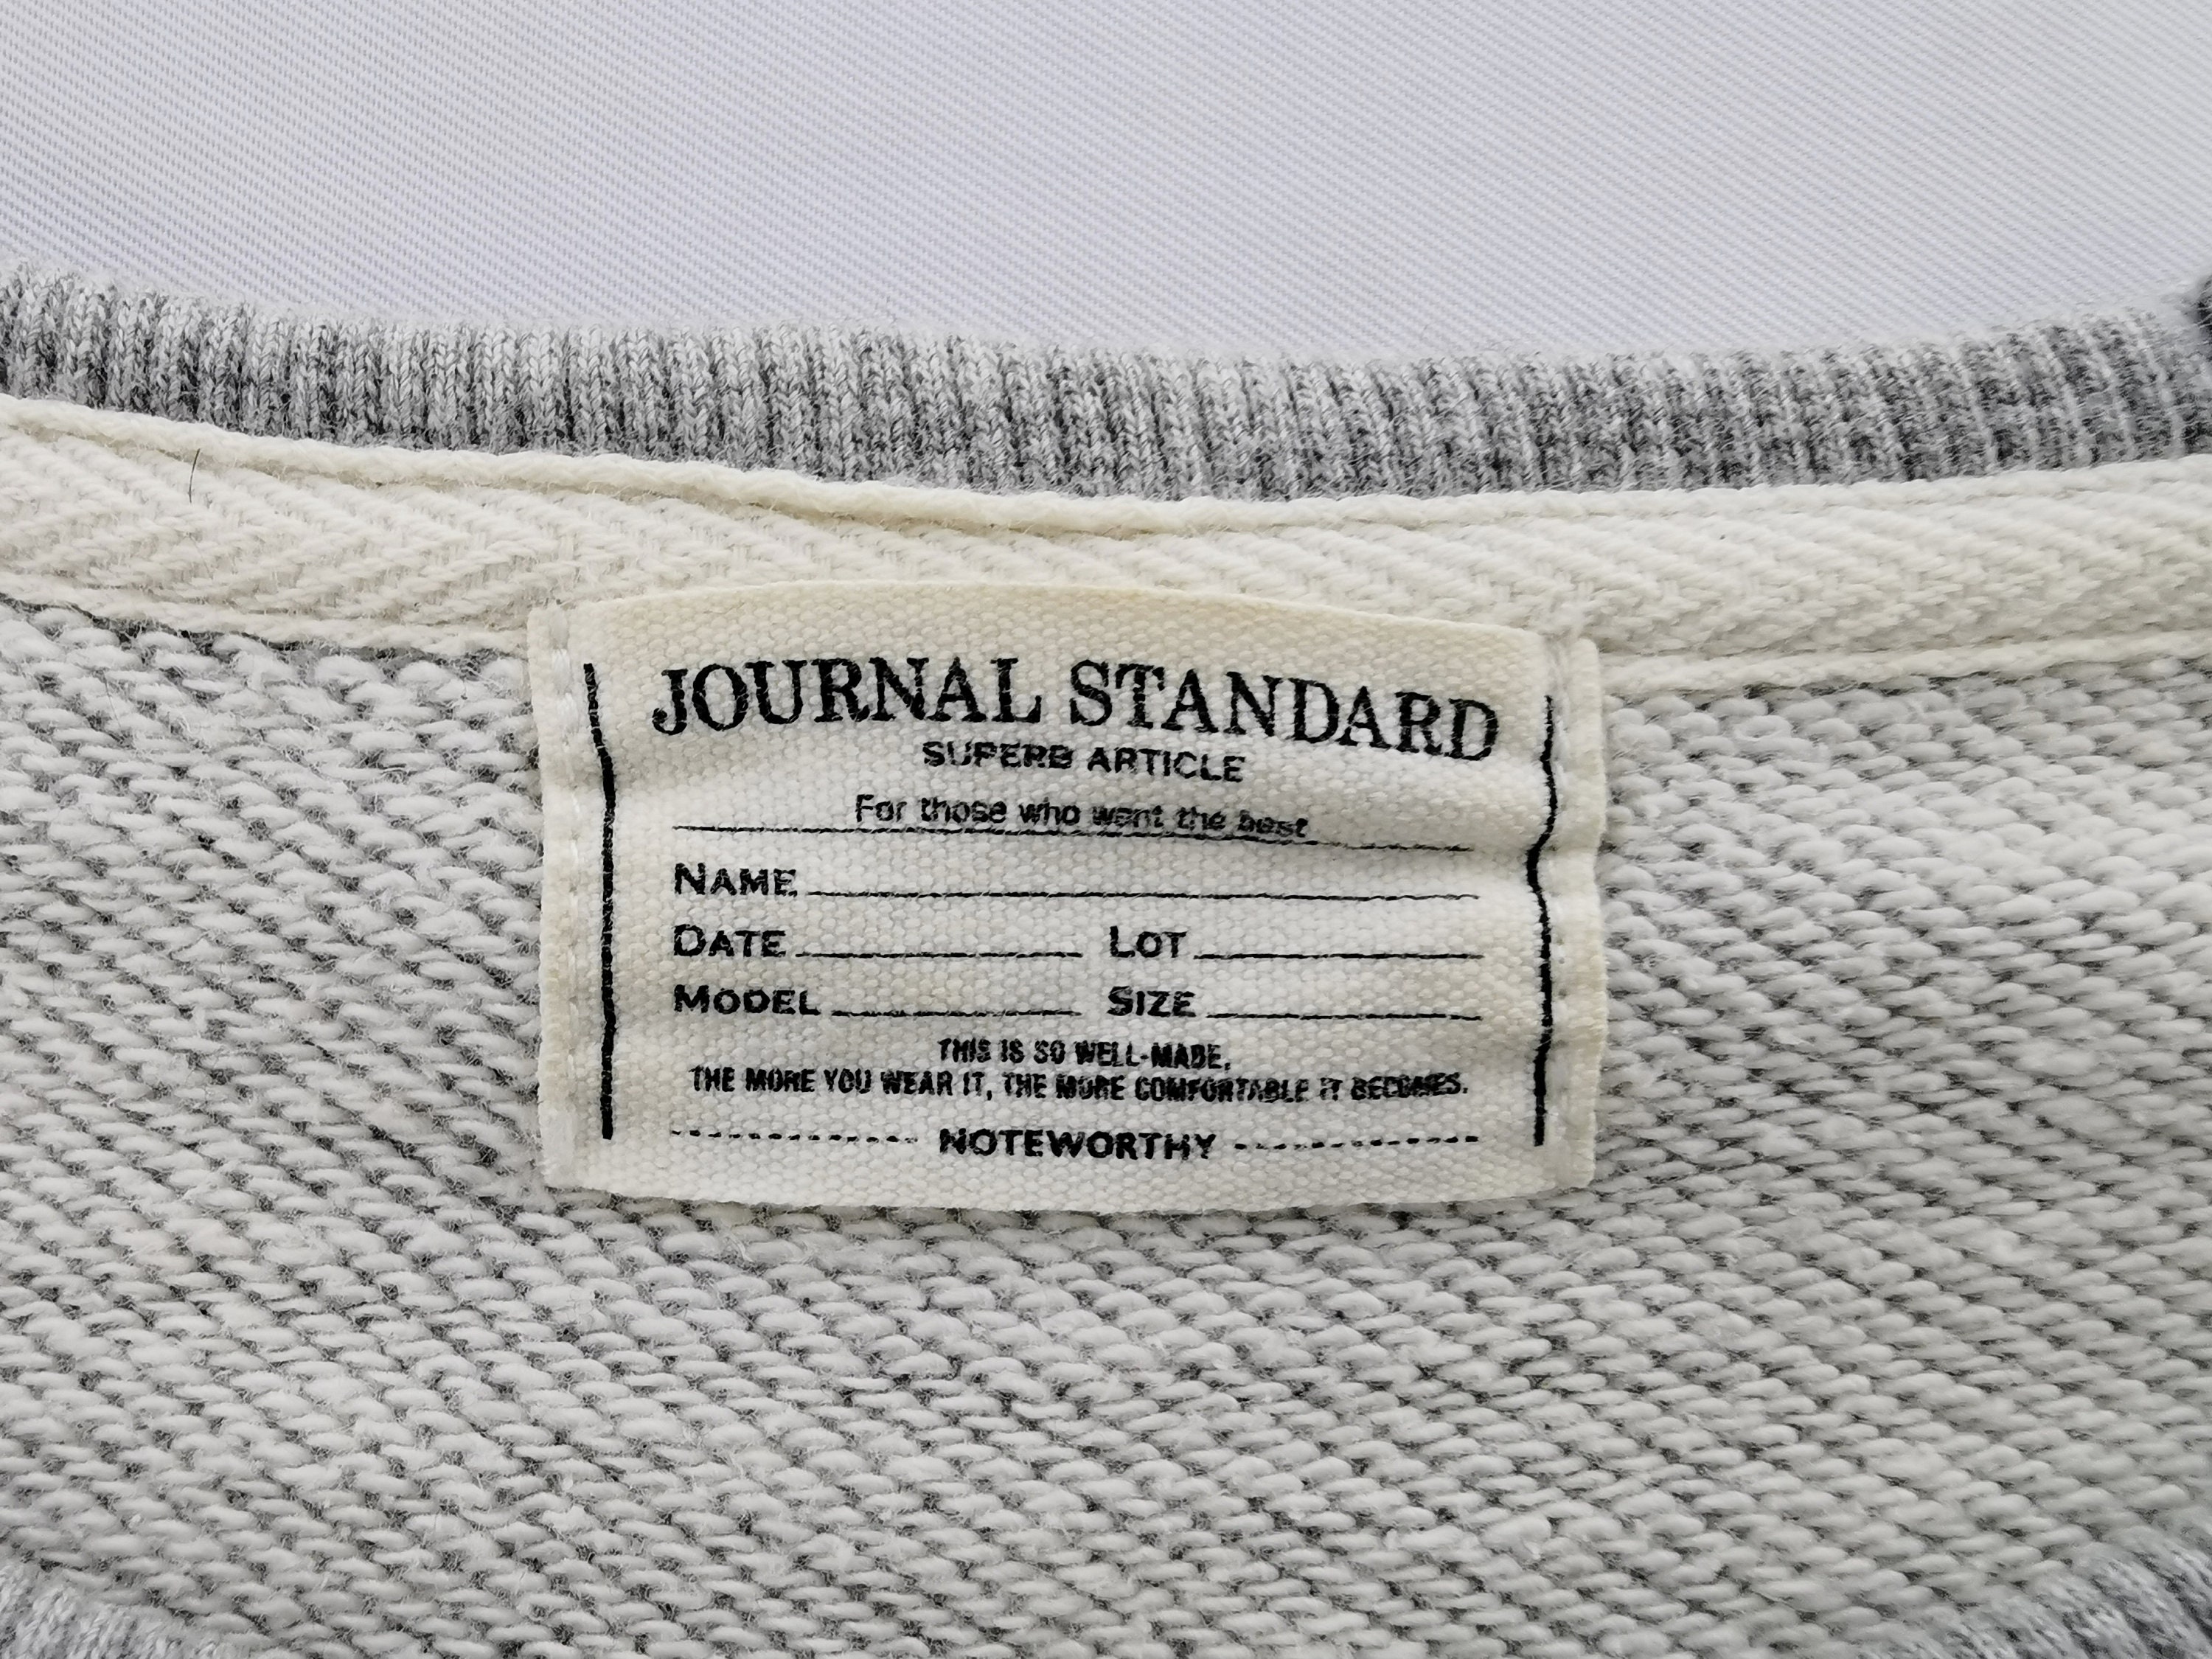 JOURNAL STANDARD
SUPERB ARTICLE
For those who want the best
NAME
DATE LOT
MODEL SIZE
THIS IS SO WELL-MADE,
THE MORE YOU WEAR IT, THE MORE COMFORTABLE IT BECOMES.
NOTEWORTHY